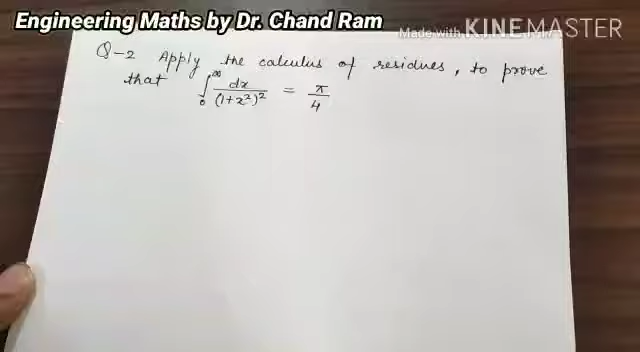 Engineering Maths by Dr. Chand Ram
Made with KINEMASTER
Q-2 Apply the calculus of residues, to prove
that ∫₀^∞ dx/(1+x²)² = π/4